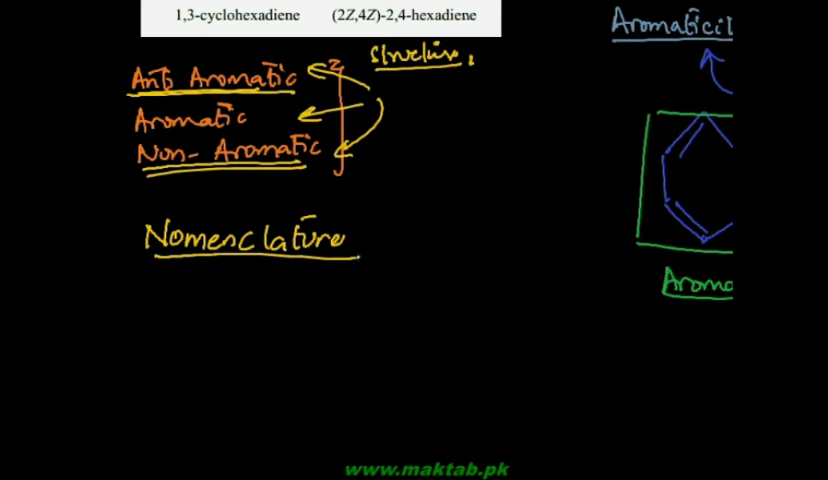 1,3-cyclohexadiene (2Z,4Z)-2,4-hexadiene
Structure,
Anti Aromatic
Aromatic
Non-Aromatic
Nomenclature
Aromaticit
Aroma
www.maktab.pk